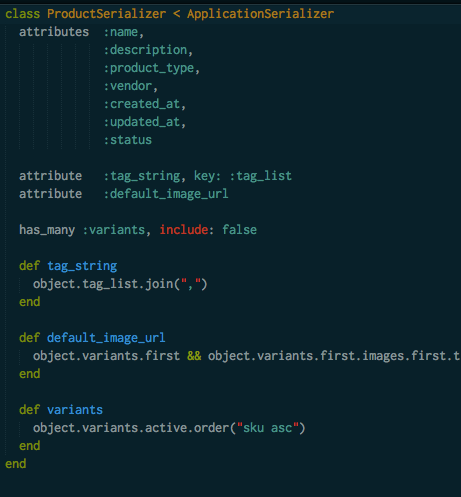 class ProductSerializer < ApplicationSerializer
attributes :name,
:description,
:product_type,
:vendor,
:created_at,
:updated_at,
:status
attribute :tag_string, key: :tag_list
attribute :default_image_url
has_many :variants, include: false
def tag_string
object.tag_list.join(",")
end
def default_image_url
object.variants.first && object.variants.first.images.first.t
end
def variants
object.variants.active.order("sku asc")
end
end